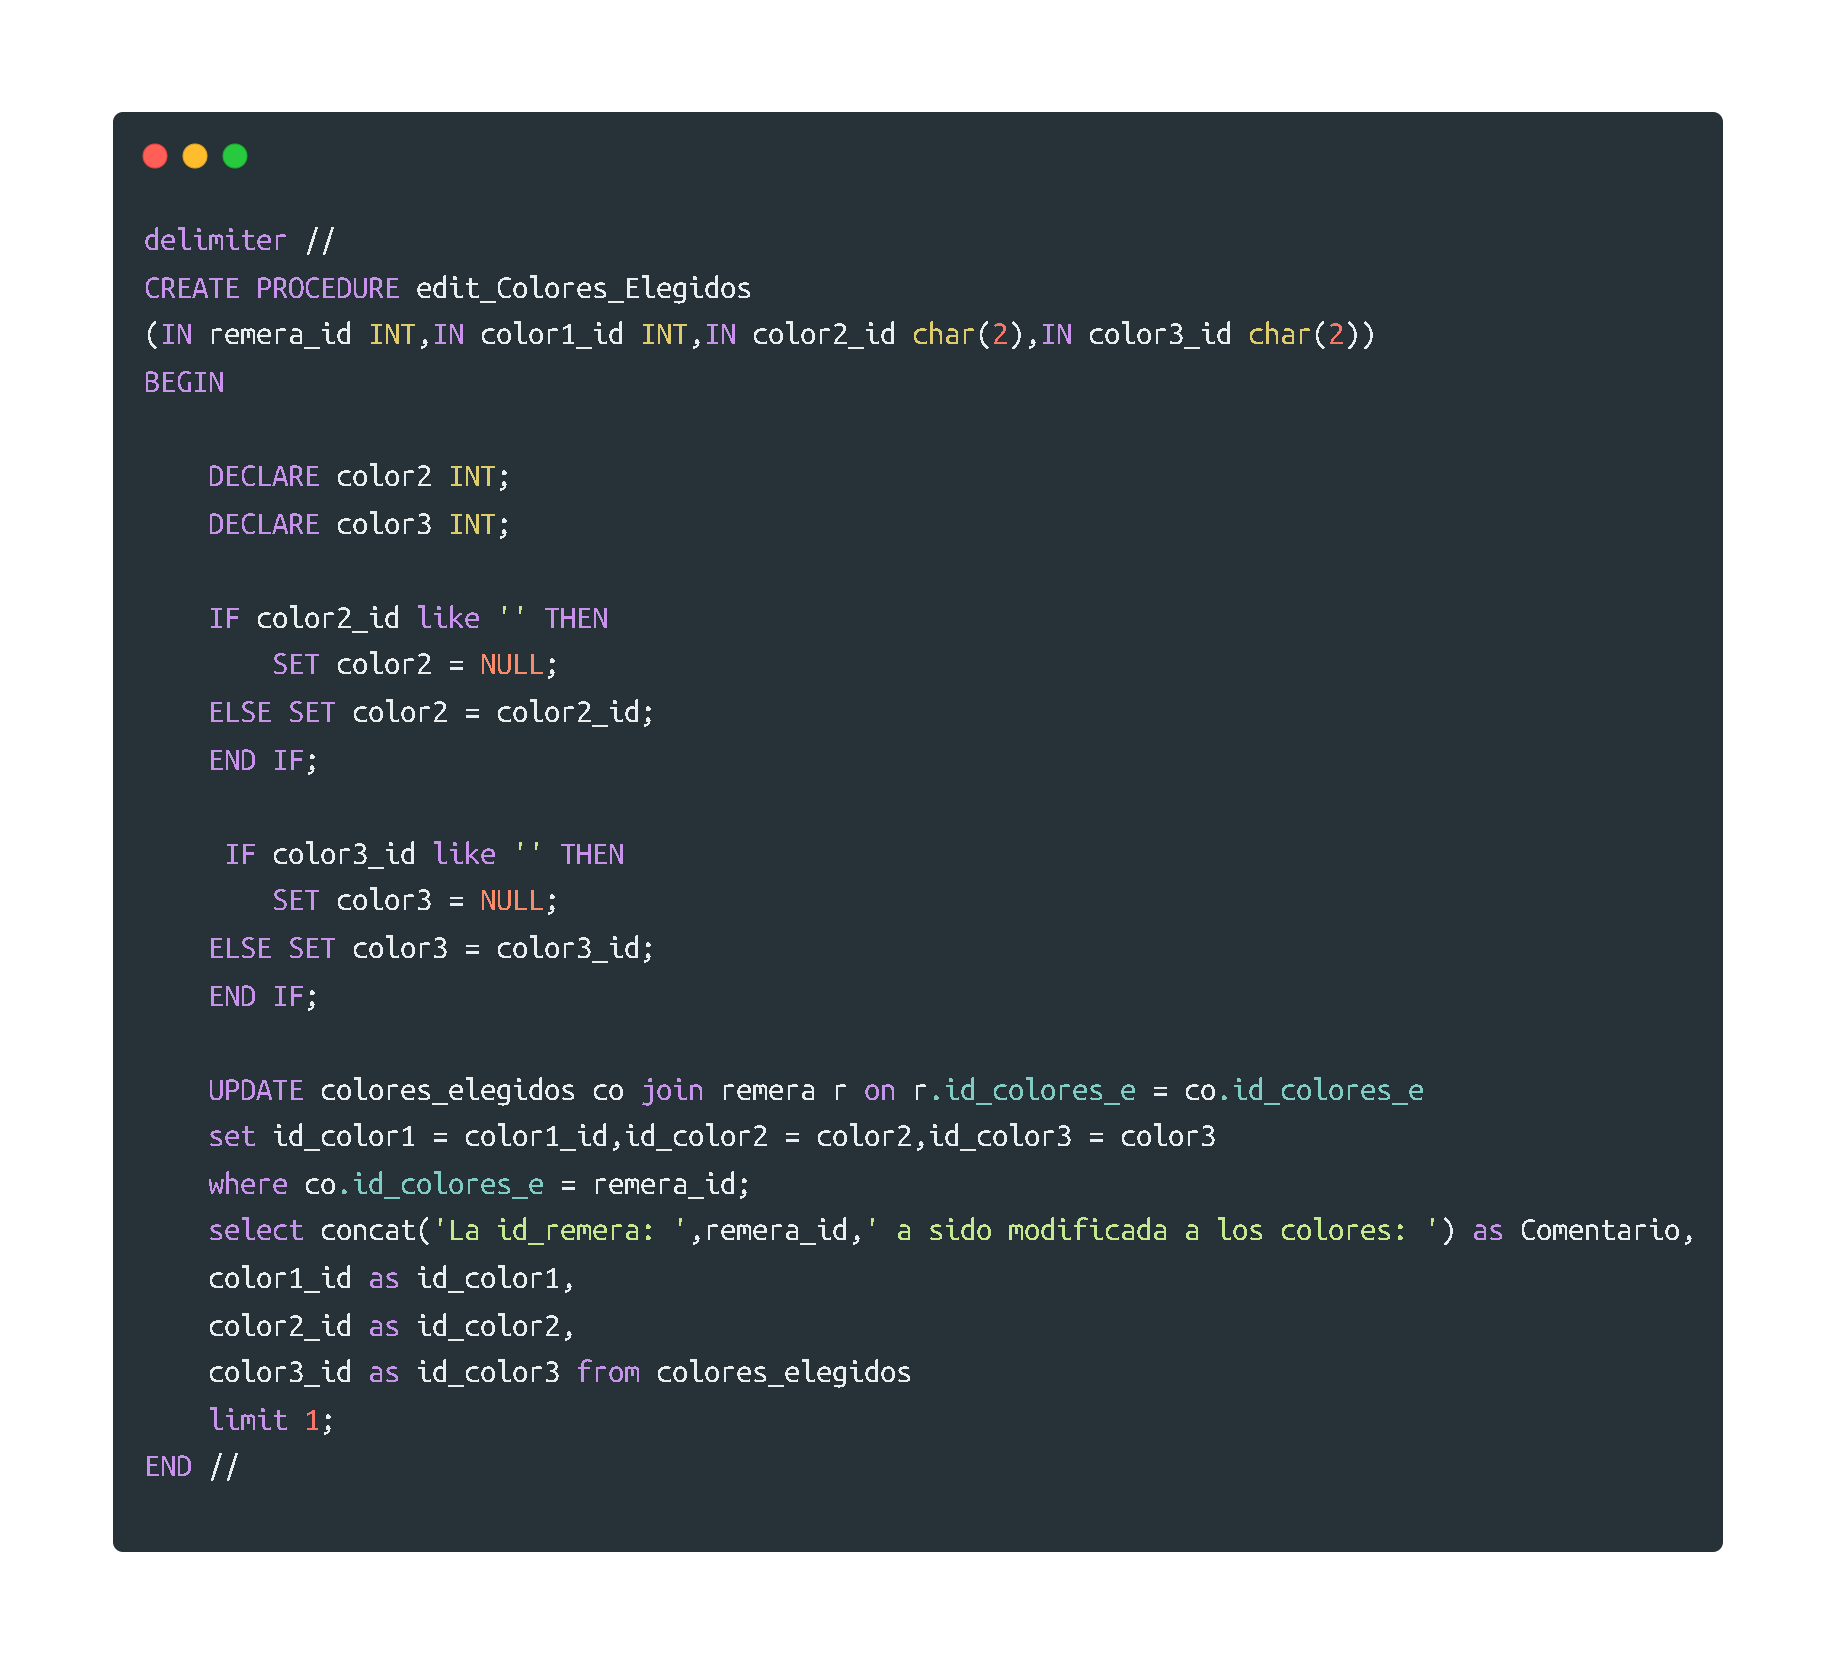 delimiter //
CREATE PROCEDURE edit_Colores_Elegidos
(IN remera_id INT,IN color1_id INT,IN color2_id char(2),IN color3_id char(2))
BEGIN
DECLARE color2 INT;
DECLARE color3 INT;
IF color2_id like '' THEN
SET color2 = NULL;
ELSE SET color2 = color2_id;
END IF;
IF color3_id like '' THEN
SET color3 = NULL;
ELSE SET color3 = color3_id;
END IF;
UPDATE colores_elegidos co join remera r on r.id_colores_e = co.id_colores_e
set id_color1 = color1_id,id_color2 = color2,id_color3 = color3
where co.id_colores_e = remera_id;
select concat('La id_remera: ',remera_id,' a sido modificada a los colores: ') as Comentario,
color1_id as id_color1,
color2_id as id_color2,
color3_id as id_color3 from colores_elegidos
limit 1;
END //